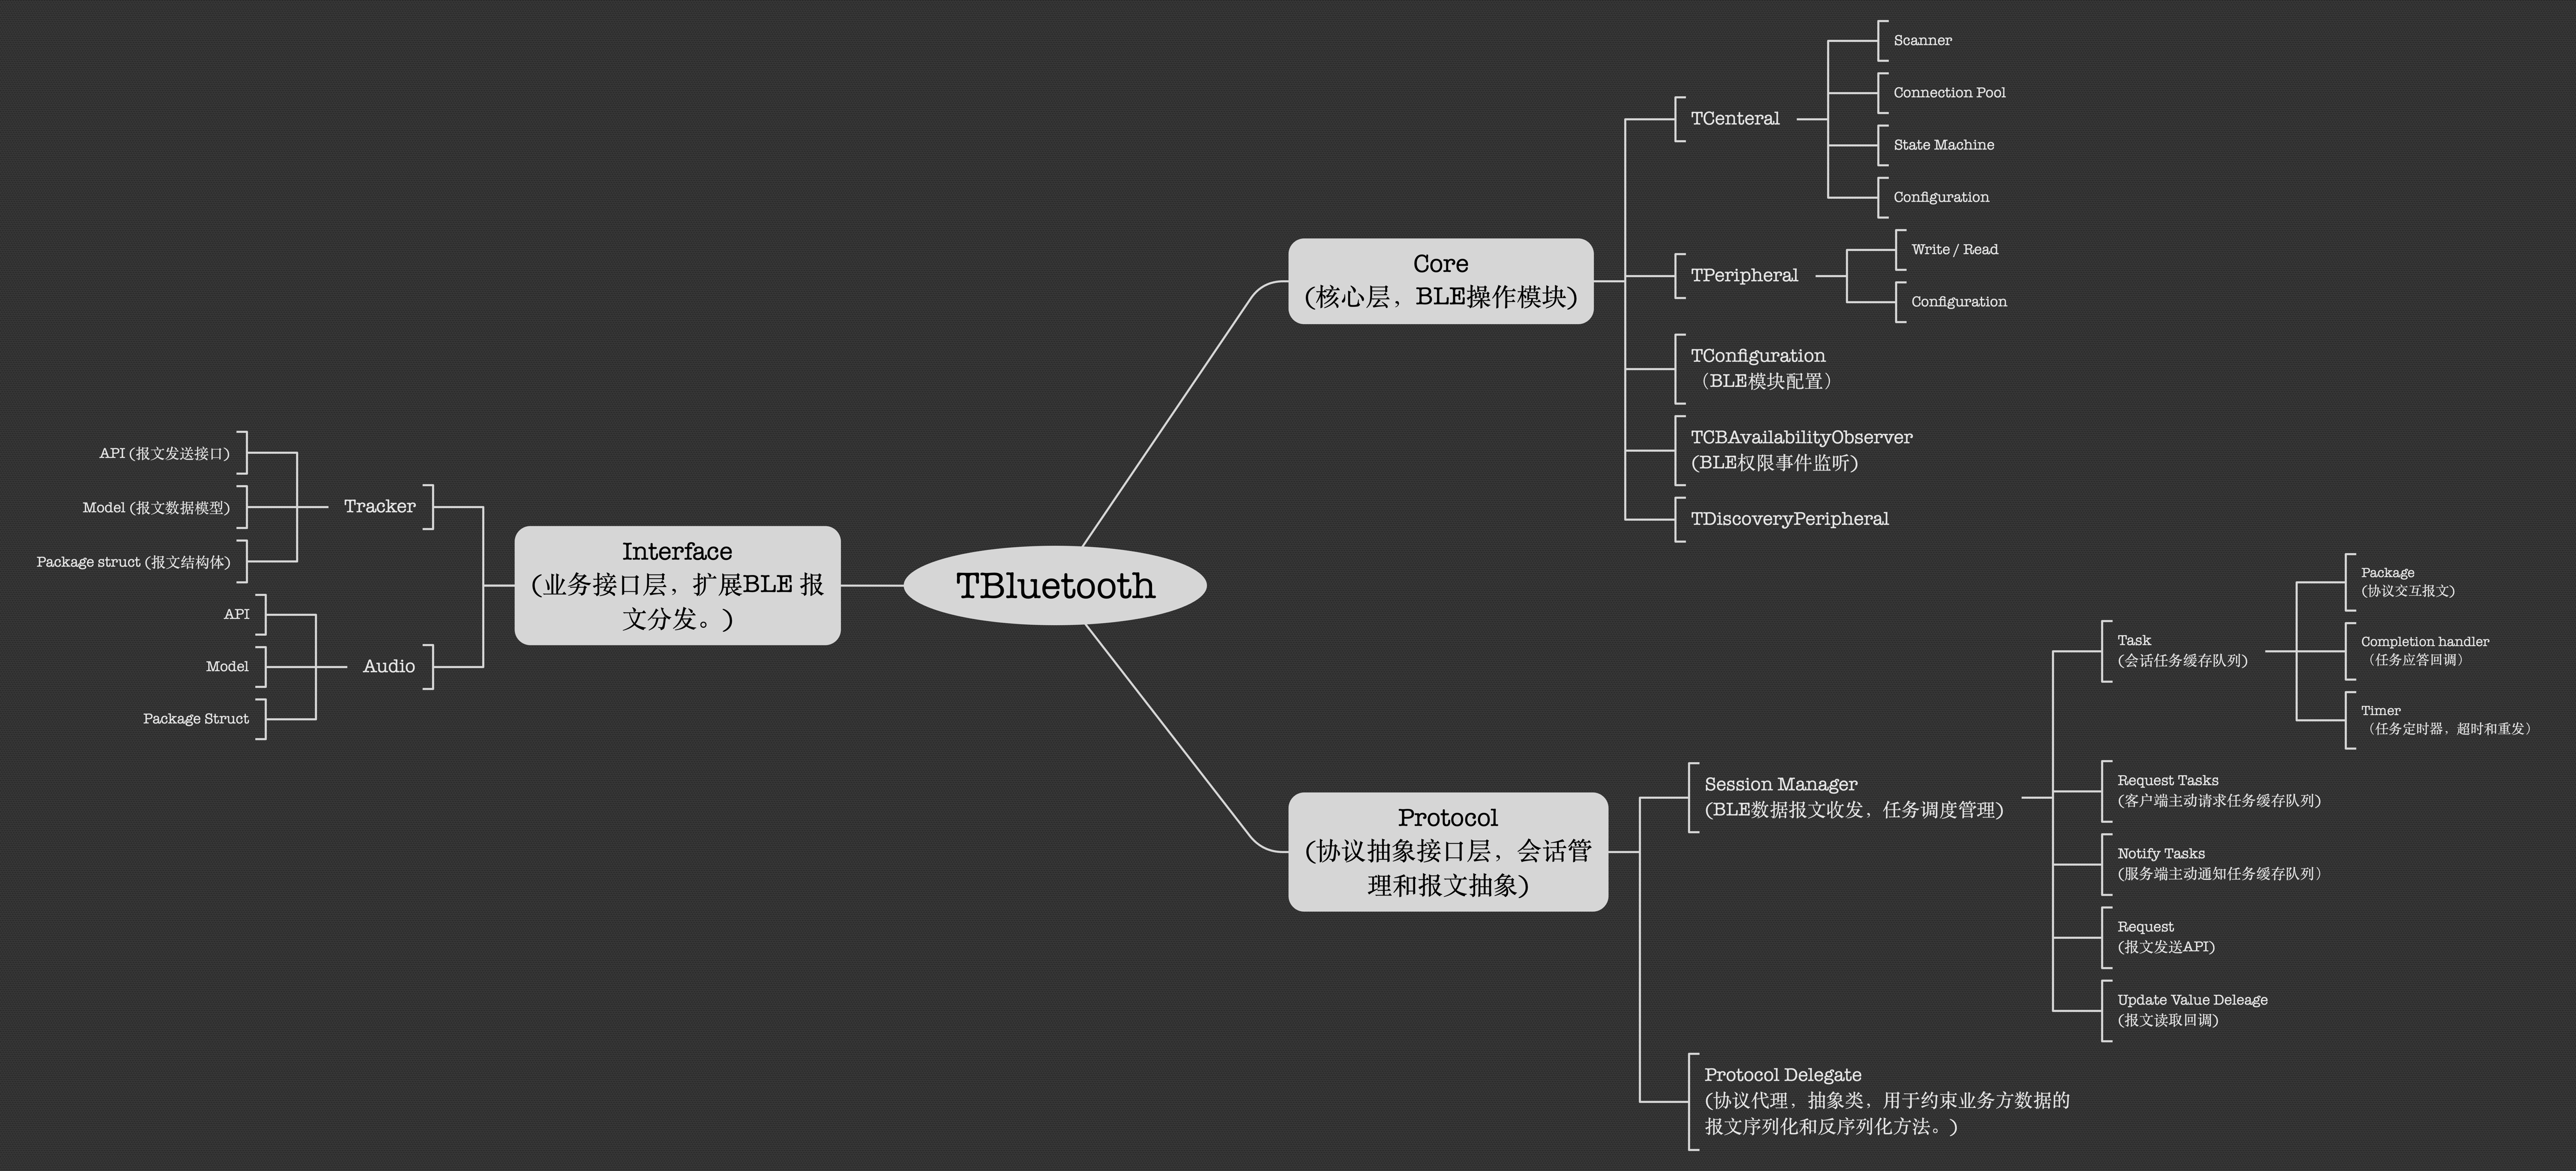 TBluetooth
Core
(核心层，BLE操作模块)
TCenteral
Scanner
Connection Pool
State Machine
Configuration
TPeripheral
Write / Read
Configuration
TConfiguration
（BLE模块配置）
TCBAvailabilityObserver
(BLE权限事件监听)
TDiscoveryPeripheral
Protocol
(协议抽象接口层，会话管
理和报文抽象)
Session Manager
(BLE数据报文收发，任务调度管理)
Task
(会话任务缓存队列)
Package
(协议交互报文)
Completion handler
（任务应答回调）
Timer
（任务定时器，超时和重发）
Request Tasks
(客户端主动请求任务缓存队列)
Notify Tasks
(服务端主动通知任务缓存队列）
Request
(报文发送API)
Update Value Deleage
(报文读取回调)
Protocol Delegate
(协议代理，抽象类，用于约束业务方数据的
报文序列化和反序列化方法。)
Interface
(业务接口层，扩展BLE 报
文分发。)
Tracker
API (报文发送接口)
Model (报文数据模型)
Package struct (报文结构体)
Audio
API
Model
Package Struct